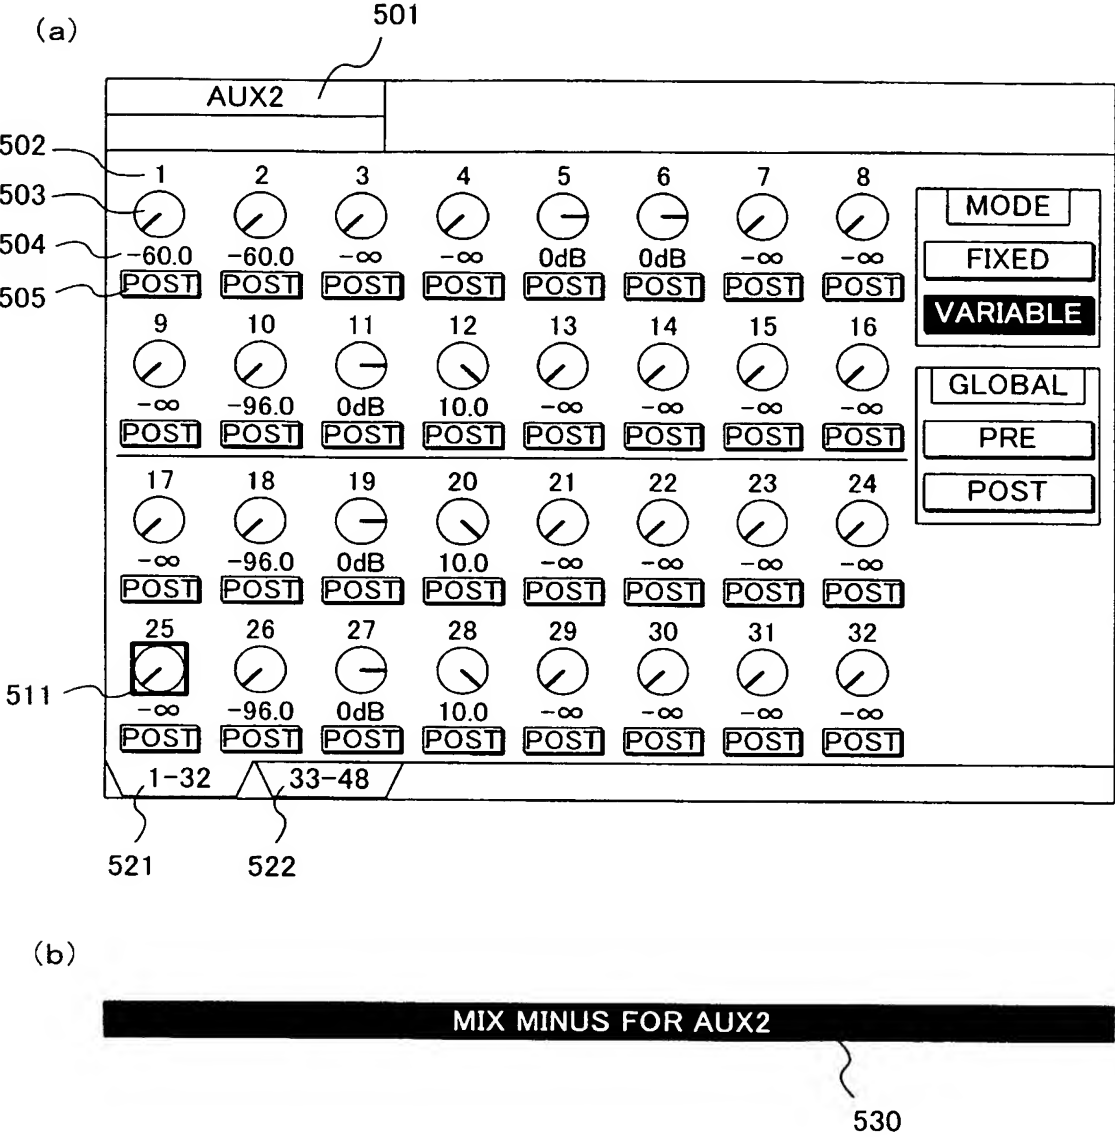 (a)
501
AUX2
502
1 2 3 4 5 6 7 8
503
504
-60.0 -60.0 -∞ -∞ 0dB 0dB -∞ -∞
505
POST POST POST POST POST POST POST POST
9 10 11 12 13 14 15 16
-∞ -96.0 0dB 10.0 -∞ -∞ -∞ -∞
POST POST POST POST POST POST POST POST
17 18 19 20 21 22 23 24
-∞ -96.0 0dB 10.0 -∞ -∞ -∞ -∞
POST POST POST POST POST POST POST POST
25 26 27 28 29 30 31 32
511
-∞ -96.0 0dB 10.0 -∞ -∞ -∞ -∞
POST POST POST POST POST POST POST POST
MODE
FIXED
VARIABLE
GLOBAL
PRE
POST
1-32 33-48
521 522
(b)
MIX MINUS FOR AUX2
530